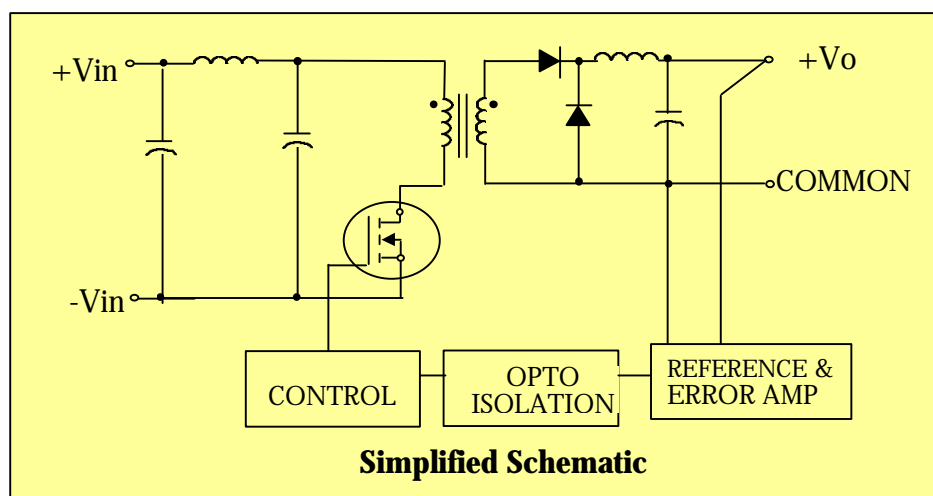 +Vin
+Vo
COMMON
-Vin
CONTROL
OPTO
ISOLATION
REFERENCE &
ERROR AMP
Simplified Schematic